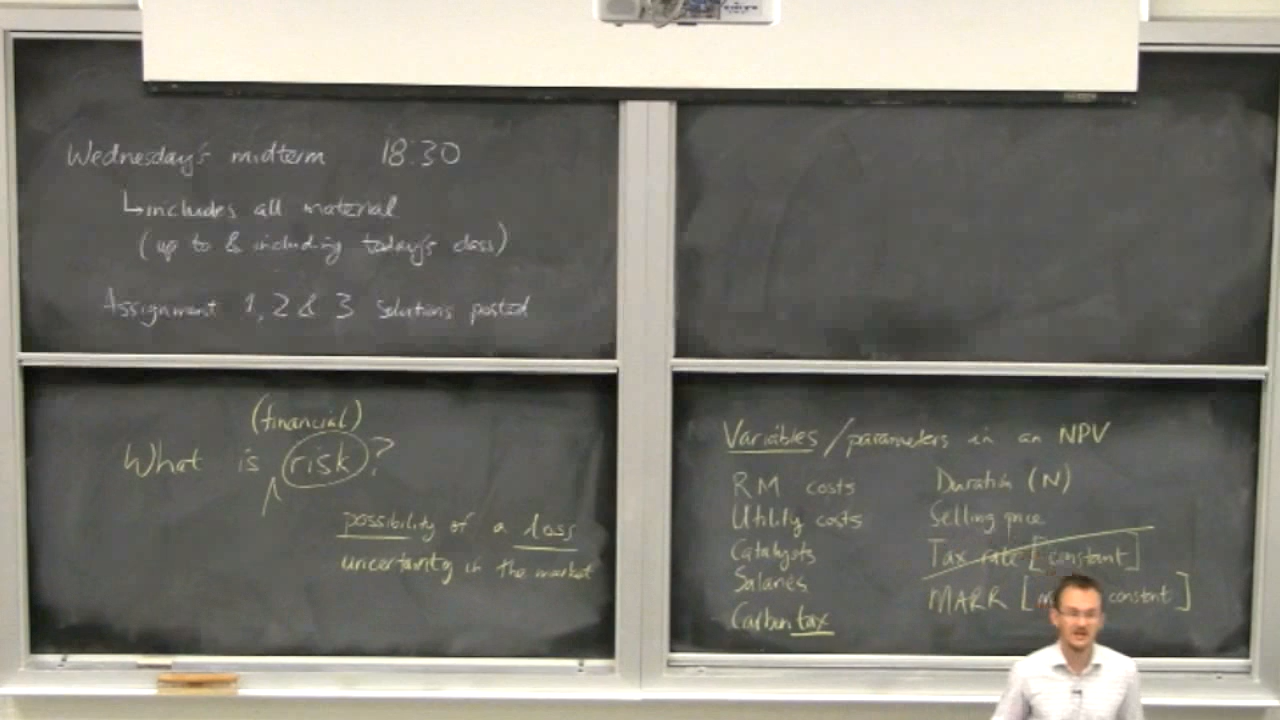 Wednesday's midterm 18:30
↳includes all material
(up to & including today's class)
Assignment 1, 2 & 3 Solutions posted
(financial)
What is risk?
possibility of a loss
uncertainty in the market
Variables/parameters in an NPV
RM costs
Utility costs
Catalysts
Salaries
Carbon tax
Duration (N)
Selling price
Tax rate [constant]
MARR [ constant ]